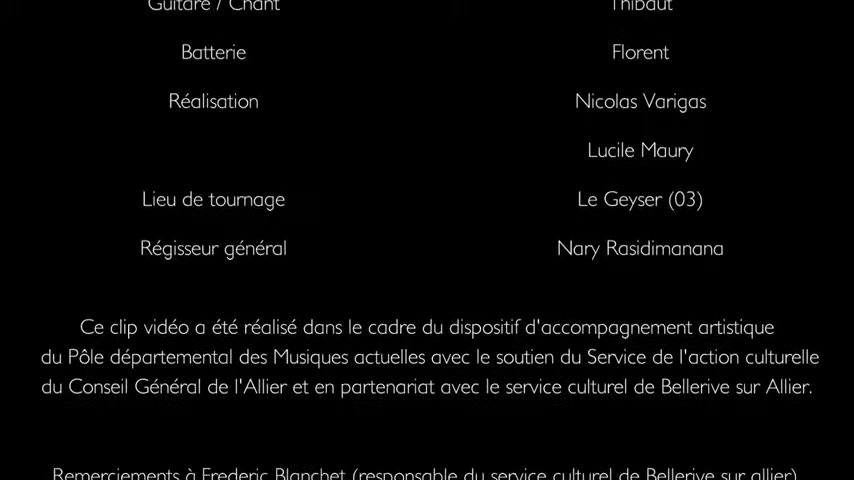 Guitare / Chant Thibaut
Batterie Florent
Réalisation Nicolas Varigas
Lucile Maury
Lieu de tournage Le Geyser (03)
Régisseur général Nary Rasidimanana
Ce clip vidéo a été réalisé dans le cadre du dispositif d'accompagnement artistique
du Pôle départemental des Musiques actuelles avec le soutien du Service de l'action culturelle
du Conseil Général de l'Allier et en partenariat avec le service culturel de Bellerive sur Allier.
Remerciements à Frederic Blanchet (responsable du service culturel de Bellerive sur allier)